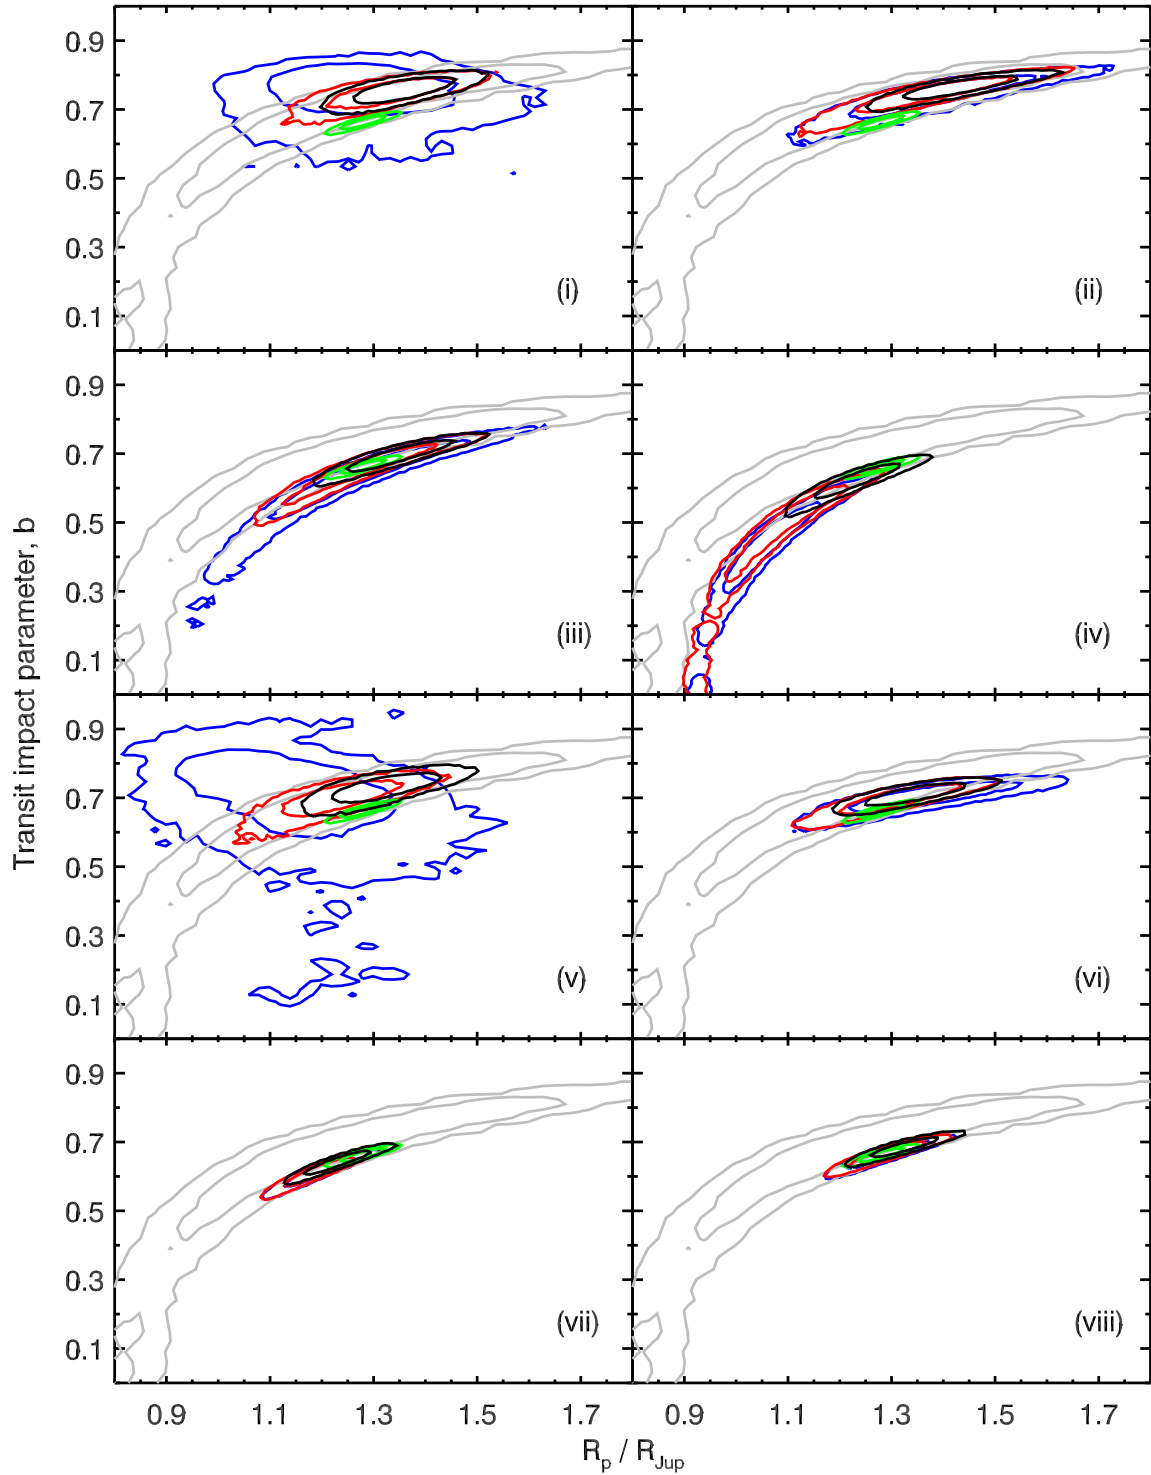 0.9
0.7
0.5
0.3
0.1
(i)
(ii)
0.9
0.7
0.5
0.3
0.1
(iii)
(iv)
0.9
0.7
0.5
0.3
0.1
(v)
(vi)
0.9
0.7
0.5
0.3
0.1
(vii)
(viii)
Transit impact parameter, b
0.9 1.1 1.3 1.5 1.7 0.9 1.1 1.3 1.5 1.7
Rp / RJup